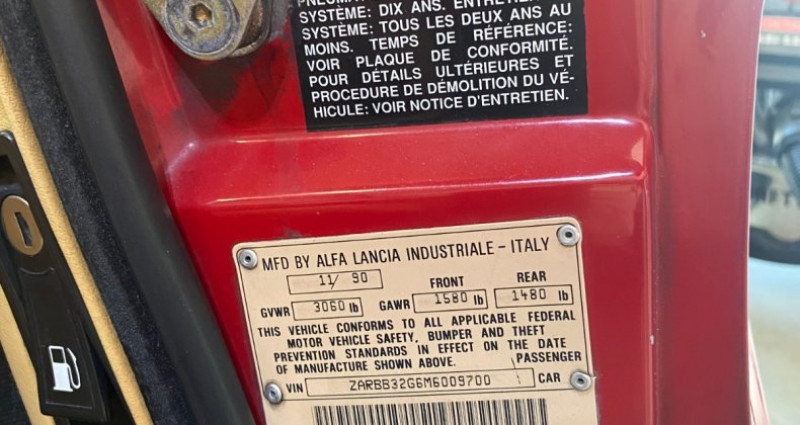 SYSTÈME: DIX ANS.
SYSTÈME: TOUS LES DEUX ANS AU
MOINS. TEMPS DE RÉFÉRENCE:
VOIR PLAQUE DE CONFORMITÉ.
POUR DÉTAILS ULTÉRIEURES ET
PROCEDURE DE DÉMOLITION DU VÉ-
HICULE: VOIR NOTICE D'ENTRETIEN.
MFD BY ALFA LANCIA INDUSTRIALE - ITALY
11/ 90 FRONT REAR
GVWR 3060 lb GAWR 1580 lb 1480 lb
THIS VEHICLE CONFORMS TO ALL APPLICABLE FEDERAL
MOTOR VEHICLE SAFETY, BUMPER AND THEFT
PREVENTION STANDARDS IN EFFECT ON THE DATE
OF MANUFACTURE SHOWN ABOVE. PASSENGER
VIN ZARBB32G6M6009700 CAR